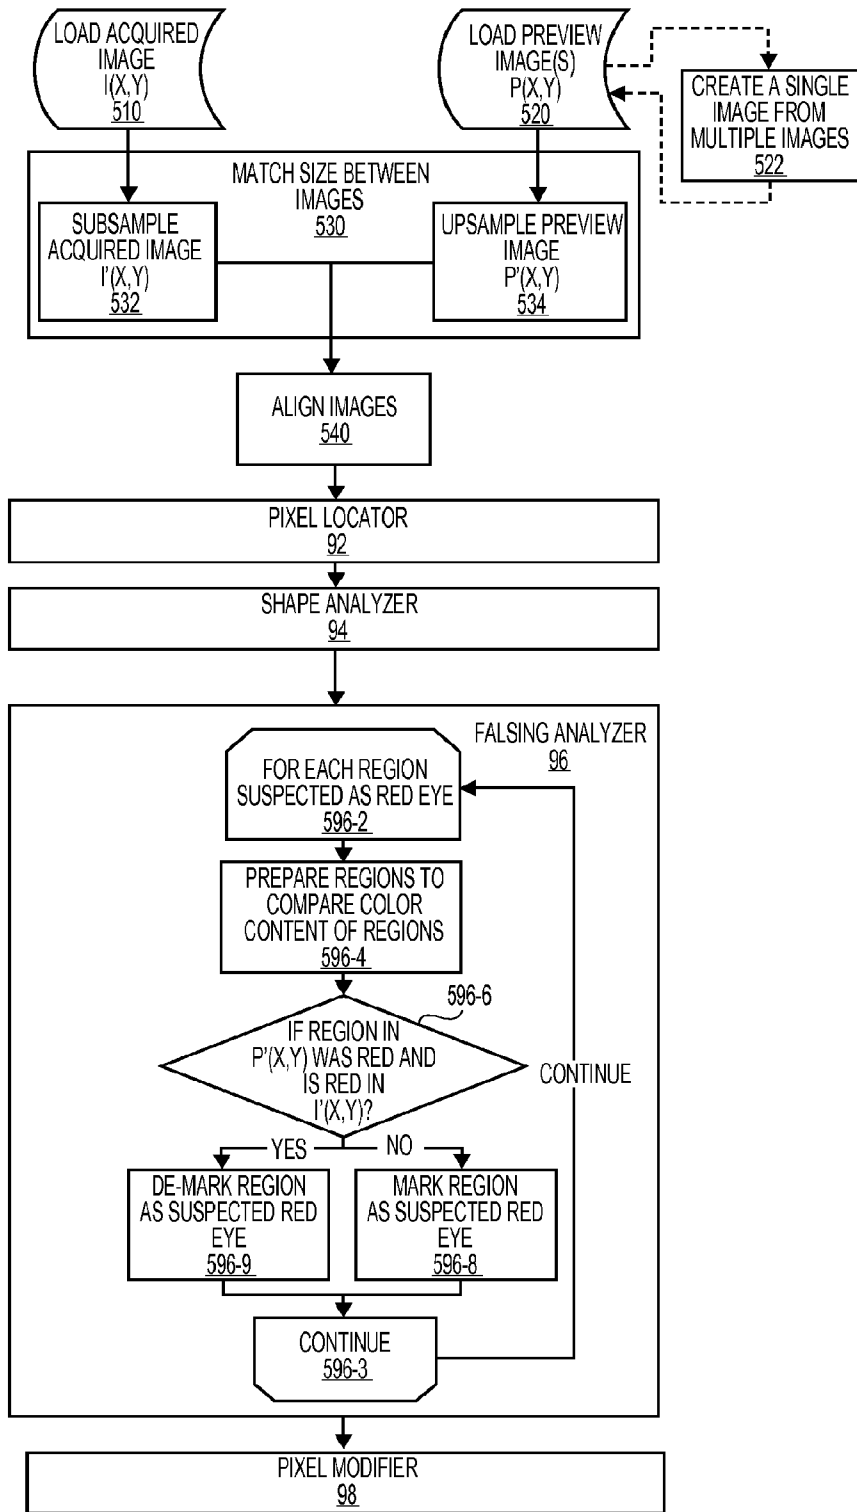 LOAD ACQUIRED
IMAGE
I(X,Y)
510
LOAD PREVIEW
IMAGE(S)
P(X,Y)
520
CREATE A SINGLE
IMAGE FROM
MULTIPLE IMAGES
522
MATCH SIZE BETWEEN
IMAGES
530
SUBSAMPLE
ACQUIRED IMAGE
I'(X,Y)
532
UPSAMPLE PREVIEW
IMAGE
P'(X,Y)
534
ALIGN IMAGES
540
PIXEL LOCATOR
92
SHAPE ANALYZER
94
FALSING ANALYZER
96
FOR EACH REGION
SUSPECTED AS RED EYE
596-2
PREPARE REGIONS TO
COMPARE COLOR
CONTENT OF REGIONS
596-4
596-6
IF REGION IN
P'(X,Y) WAS RED AND
IS RED IN
I'(X,Y)?
CONTINUE
YES
NO
DE-MARK REGION
AS SUSPECTED RED
EYE
596-9
MARK REGION
AS SUSPECTED RED
EYE
596-8
CONTINUE
596-3
PIXEL MODIFIER
98